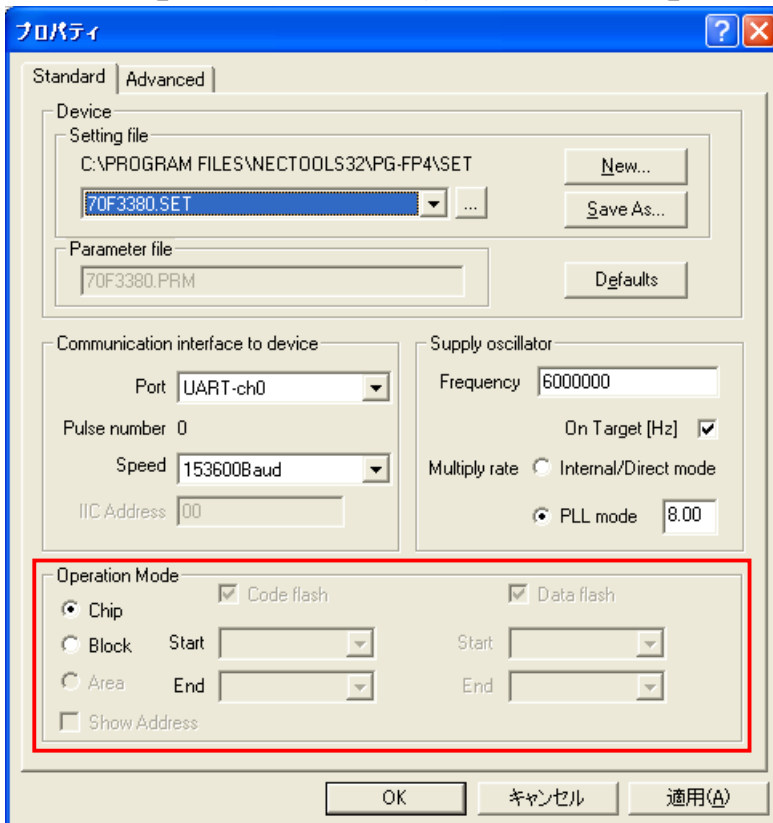 プロパティ
Standard Advanced
Device
Setting file
C:\PROGRAM FILES\NECTOOLS32\PG-FP4\SET
New...
70F3380.SET ...
Save As...
Parameter file
70F3380.PRM
Defaults
Communication interface to device
Port UART-ch0
Pulse number 0
Speed 153600Baud
IIC Address 00
Supply oscillator
Frequency 6000000
On Target [Hz]
Multiply rate Internal/Direct mode
PLL mode 8.00
Operation Mode
Chip Code flash Data flash
Block Start Start
Area End End
Show Address
OK キャンセル 適用(A)